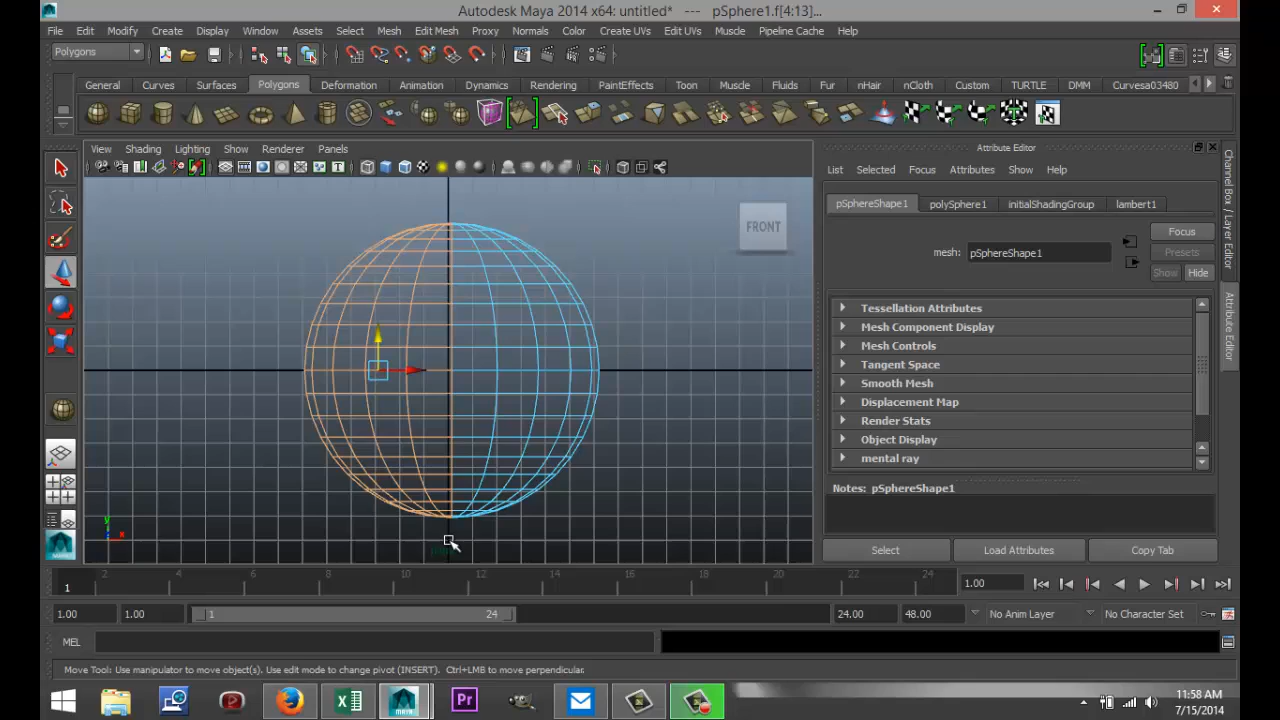 Autodesk Maya 2014 x64: untitled* --- pSphere1.f[4:13]...
File Edit Modify Create Display Window Assets Select Mesh Edit Mesh Proxy Normals Color Create UVs Edit UVs Muscle Pipeline Cache Help
Polygons
General Curves Surfaces Polygons Deformation Animation Dynamics Rendering PaintEffects Toon Muscle Fluids Fur nHair nCloth Custom TURTLE DMM Curvesa03480
View Shading Lighting Show Renderer Panels
Attribute Editor
List Selected Focus Attributes Show Help
pSphereShape1 polySphere1 initialShadingGroup lambert1
FRONT
Focus
mesh: pSphereShape1
Presets
Show Hide
Tessellation Attributes
Mesh Component Display
Mesh Controls
Tangent Space
Smooth Mesh
Displacement Map
Render Stats
Object Display
mental ray
Notes: pSphereShape1
Select Load Attributes Copy Tab
Channel Box / Layer Editor
Attribute Editor
y
x
1 2 4 6 8 10 12 14 16 18 20 22 24 1.00
1.00 1.00 1 24 24.00 48.00 No Anim Layer No Character Set
MEL
Move Tool: Use manipulator to move object(s). Use edit mode to change pivot (INSERT). Ctrl+LMB to move perpendicular.
MAYA Pr
11:58 AM
7/15/2014